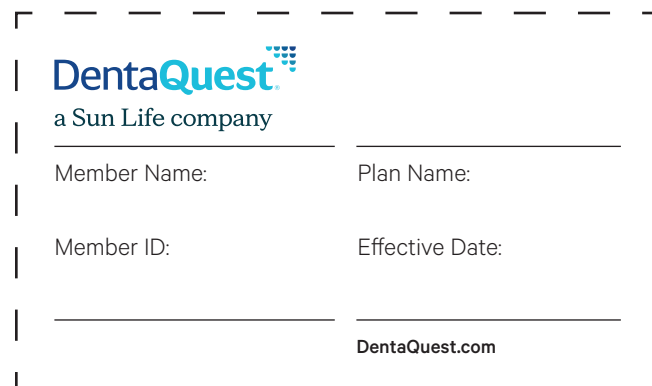 DentaQuest®
a Sun Life company
Member Name:
Plan Name:
Member ID:
Effective Date:
DentaQuest.com